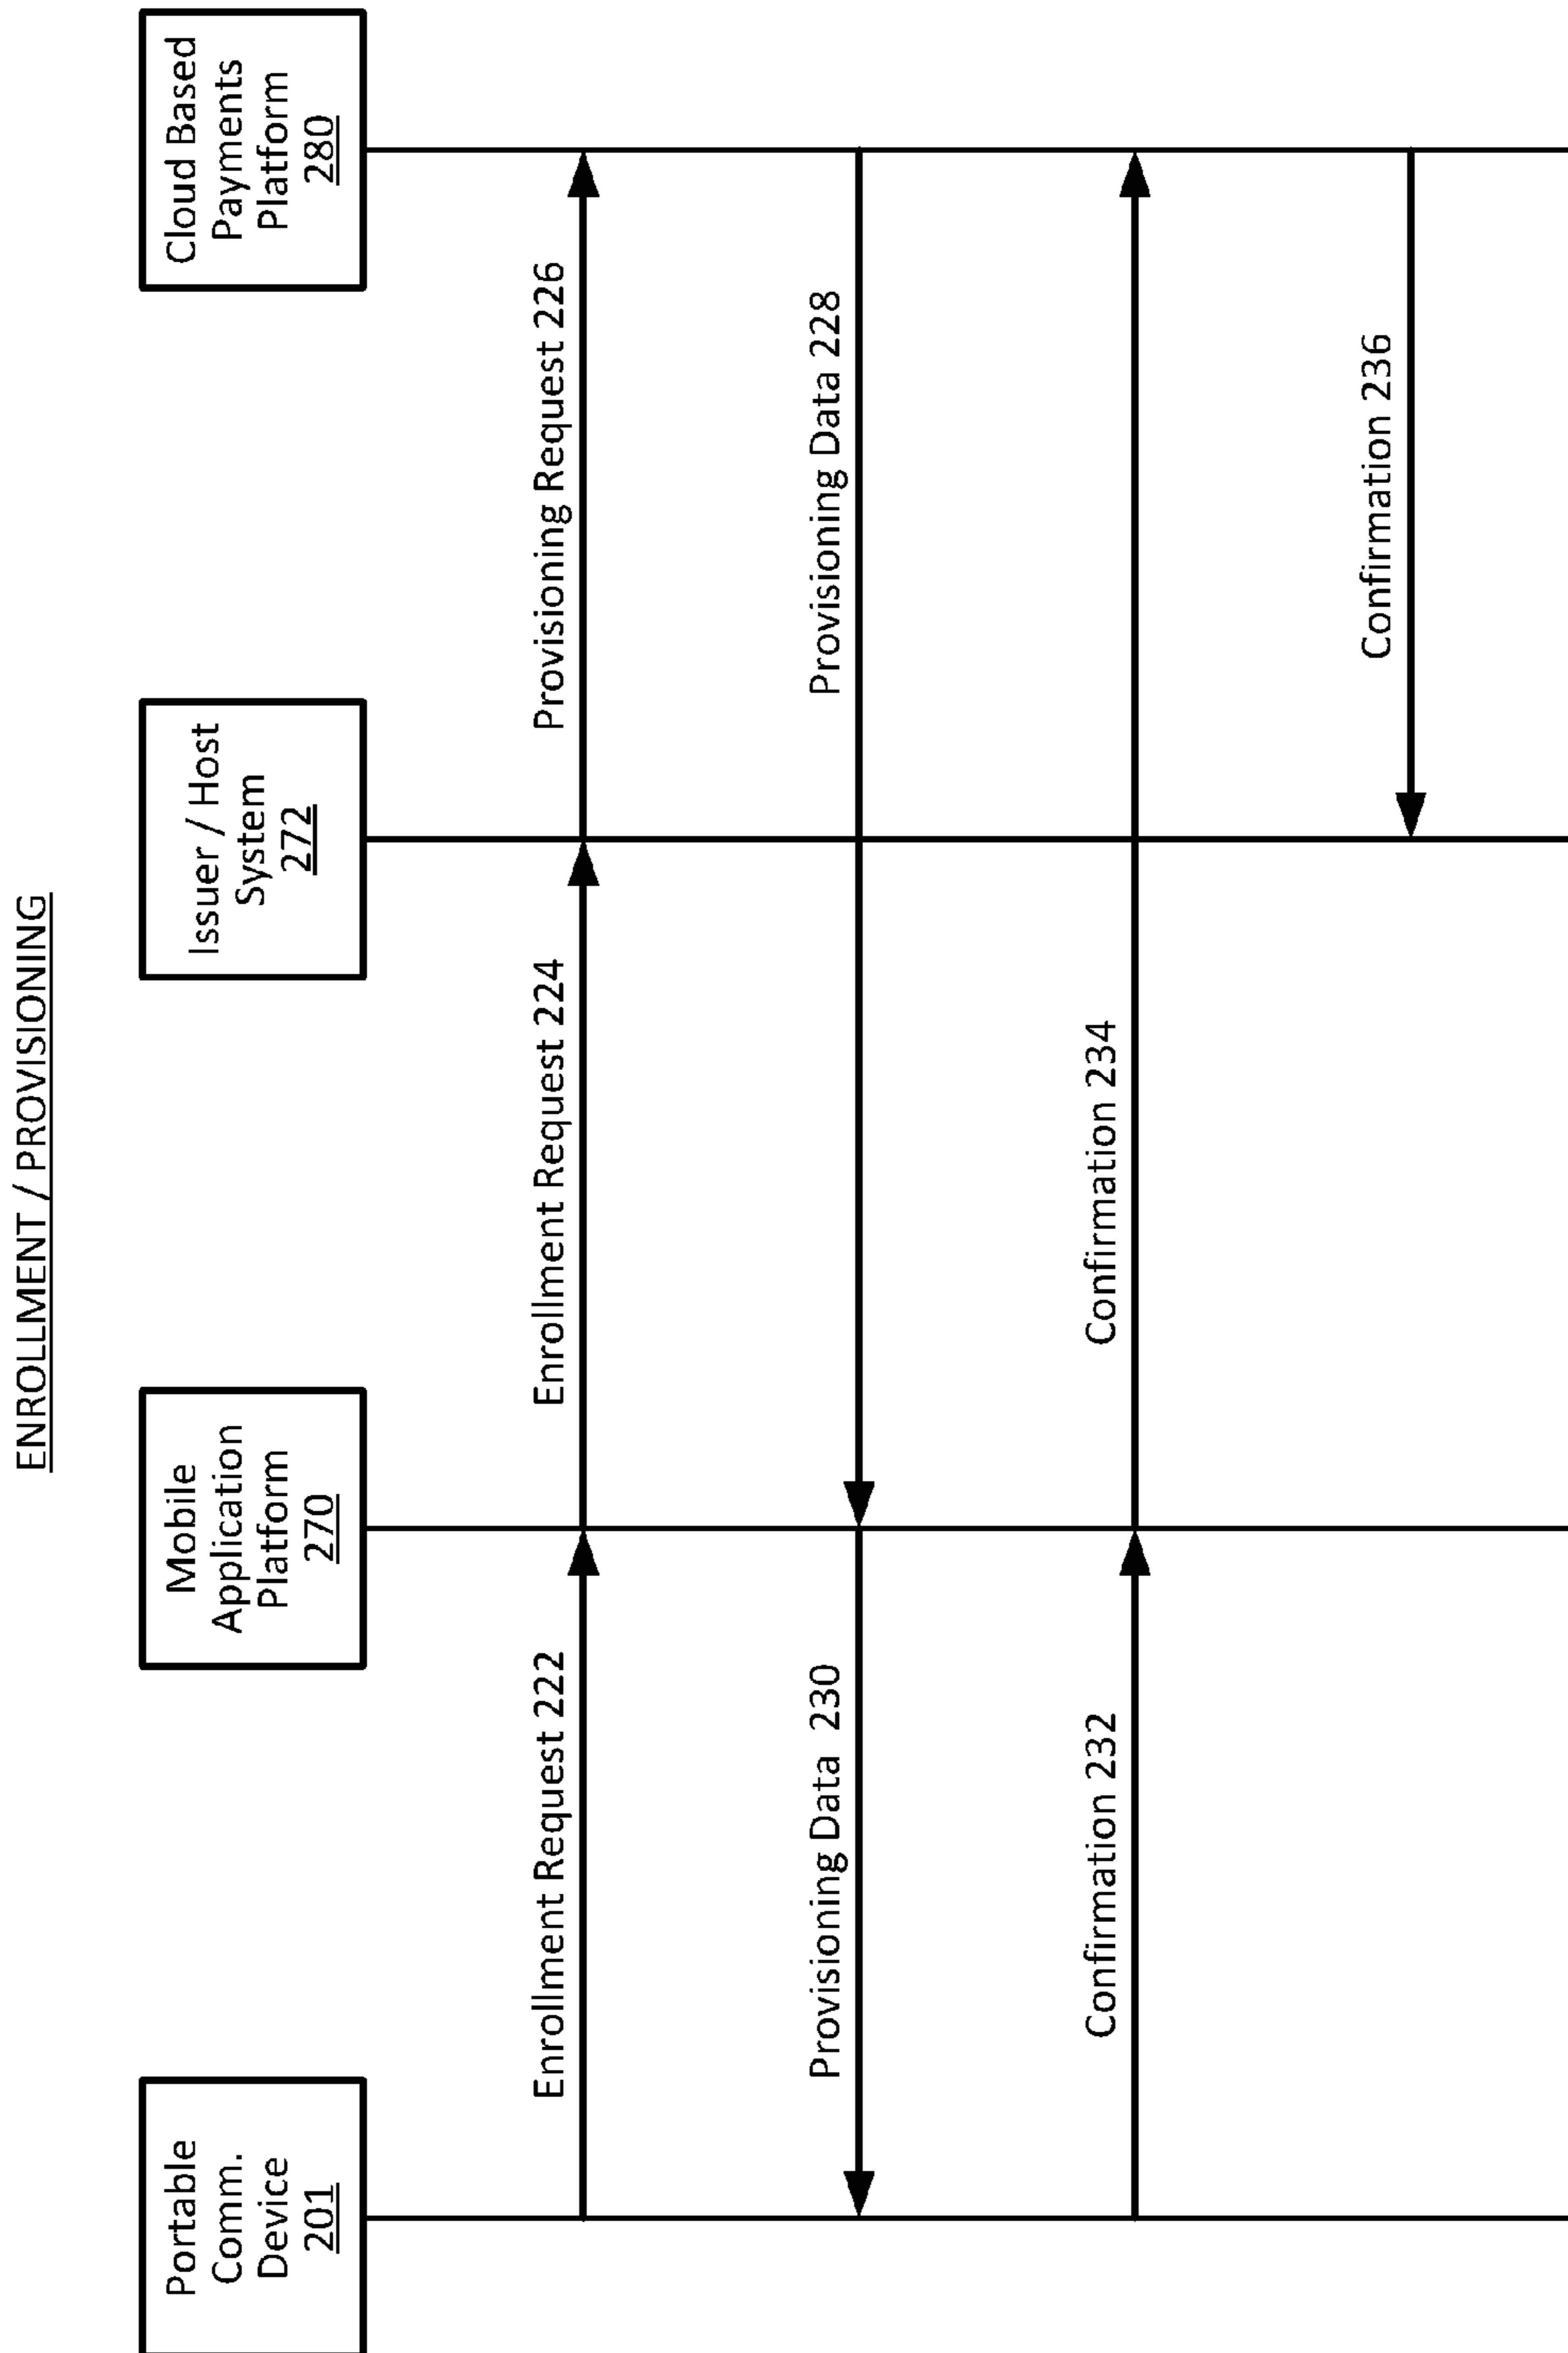 ENROLLMENT / PROVISIONING
Portable
Comm.
Device
201
Mobile
Application
Platform
270
Issuer / Host
System
272
Cloud Based
Payments
Platform
280
Enrollment Request 222
Enrollment Request 224
Provisioning Request 226
Provisioning Data 230
Provisioning Data 228
Confirmation 232
Confirmation 234
Confirmation 236